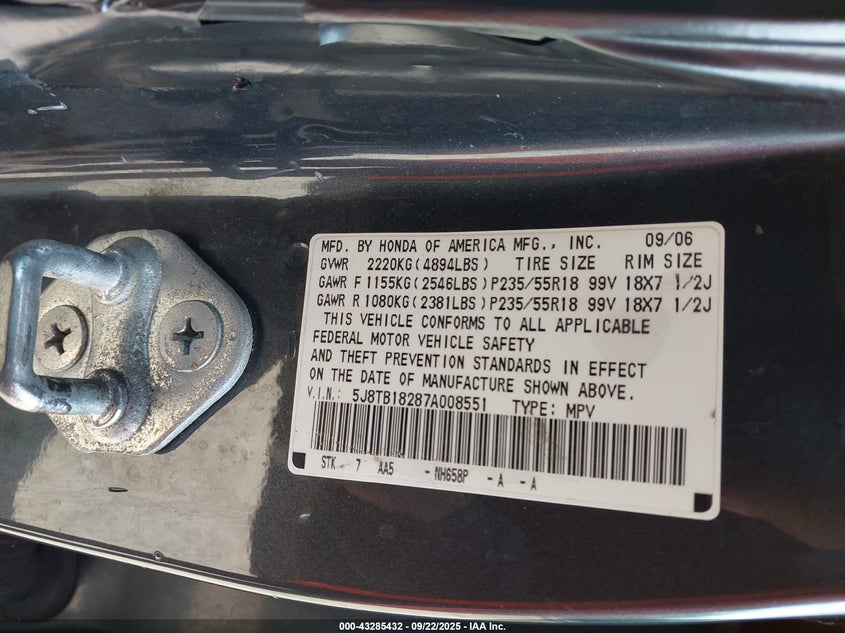 MFD. BY HONDA OF AMERICA MFG., INC. 09/06
GVWR 2220KG(4894LBS) TIRE SIZE RIM SIZE
GAWR F 1155KG(2546LBS) P235/55R18 99V 18X7 1/2J
GAWR R 1080KG(2381LBS) P235/55R18 99V 18X7 1/2J
THIS VEHICLE CONFORMS TO ALL APPLICABLE
FEDERAL MOTOR VEHICLE SAFETY
AND THEFT PREVENTION STANDARDS IN EFFECT
ON THE DATE OF MANUFACTURE SHOWN ABOVE.
V.I.N.: 5J8TB18287A008551 TYPE: MPV
STK 7 AA5 -NH658P -A -A
000-43285432 - 09/22/2025 - IAA Inc.